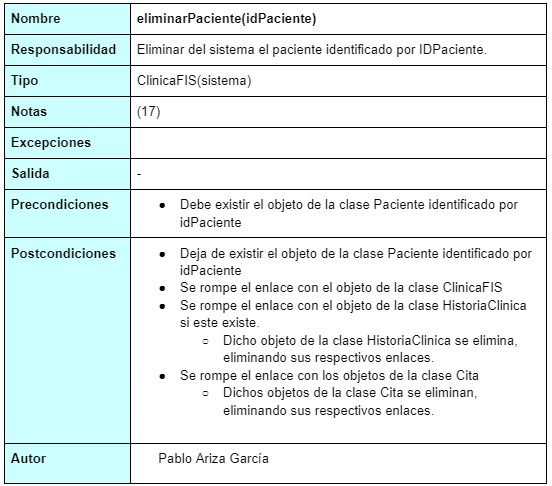 Nombre eliminarPaciente(idPaciente)
Responsabilidad Eliminar del sistema el paciente identificado por IDPaciente.
Tipo ClinicaFIS(sistema)
Notas (17)
Excepciones
Salida -
Precondiciones ● Debe existir el objeto de la clase Paciente identificado por
idPaciente
Postcondiciones ● Deja de existir el objeto de la clase Paciente identificado por
idPaciente
● Se rompe el enlace con el objeto de la clase ClinicaFIS
● Se rompe el enlace con el objeto de la clase HistoriaClinica
si este existe.
○ Dicho objeto de la clase HistoriaClinica se elimina,
eliminando sus respectivos enlaces.
● Se rompe el enlace con los objetos de la clase Cita
○ Dichos objetos de la clase Cita se eliminan,
eliminando sus respectivos enlaces.
Autor Pablo Ariza García